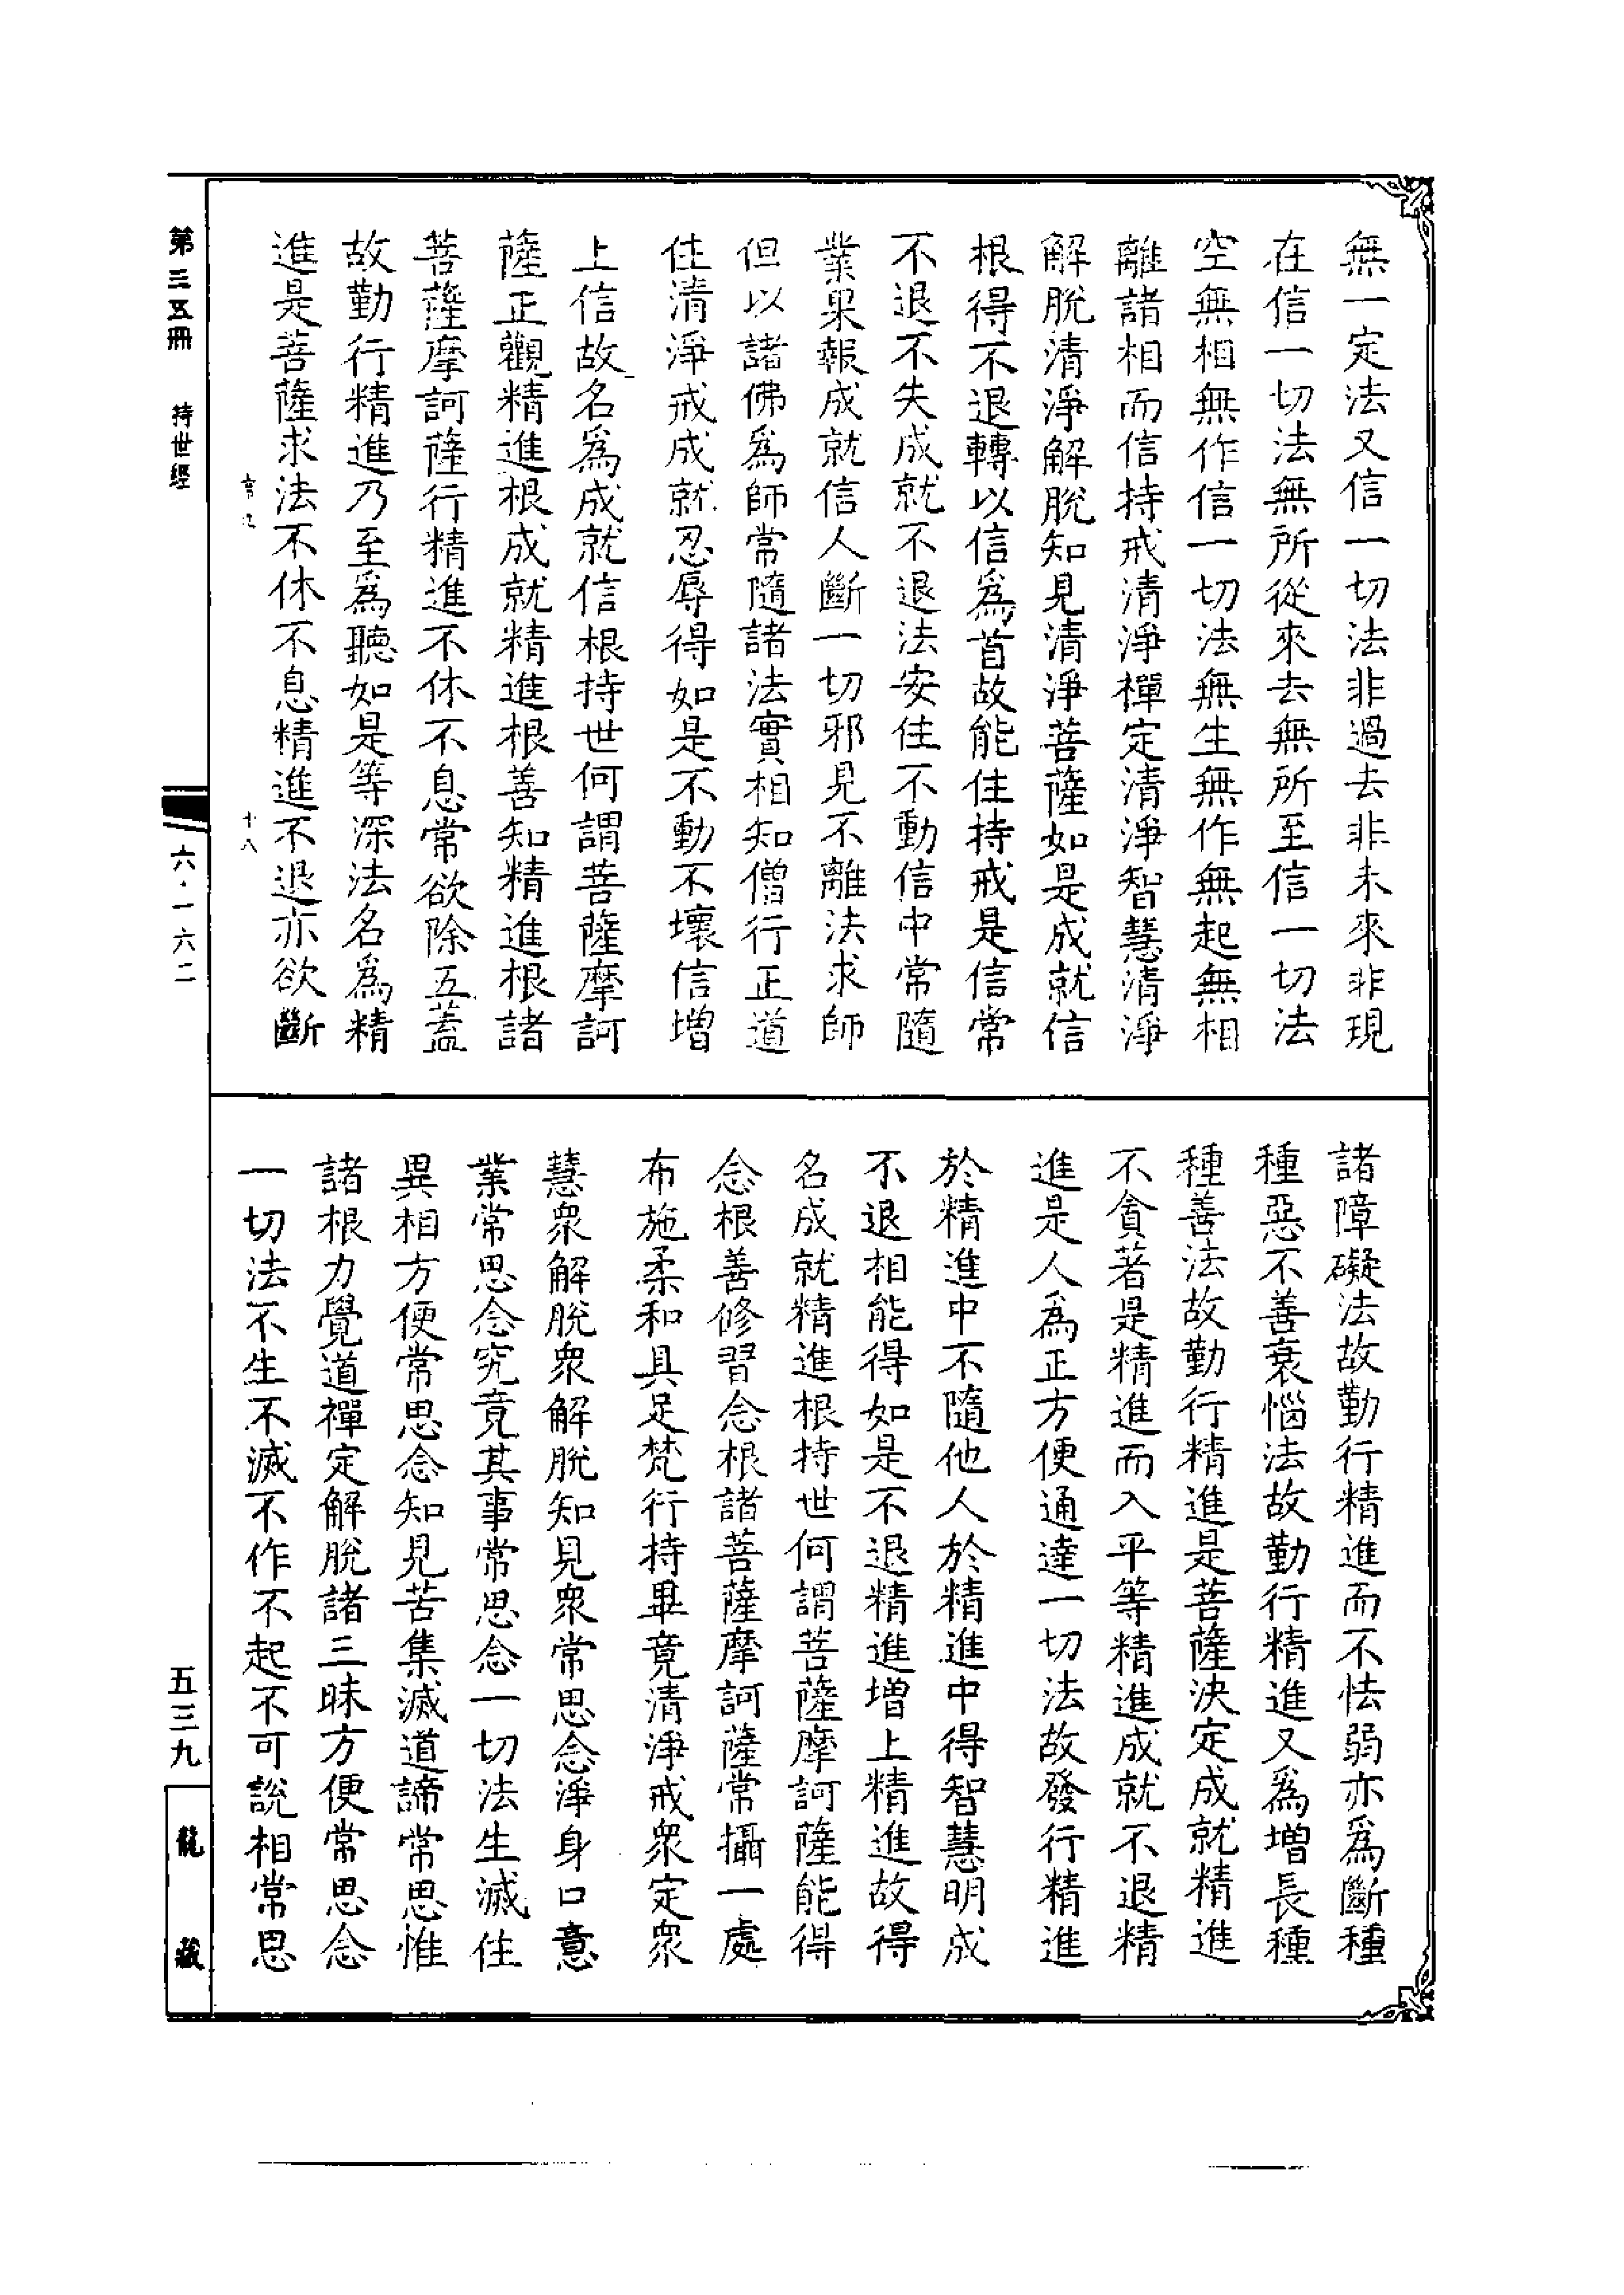 無一定法又信一切法非過去非未來非現
在信一切法無所從來去無所至信一切法
空無相無作信一切法無生無作無起無相
離諸相而信持戒清淨禪定清淨智慧清淨
解脫清淨解脫知見清淨菩薩如是成就信
根得不退轉以信爲首故能住持戒是信常
不退不失成就不退法安住不動信中常隨
業果報成就信人斷一切邪見不離法求師
但以諸佛爲師常隨諸法實相知僧行正道
住清淨戒成就忍辱得如是不動不壞信增
上信故名爲成就信根持世何謂菩薩摩訶
薩正觀精進根成就精進根善知精進根諸
菩薩摩訶薩行精進不休不息常欲除五蓋
故勤行精進乃至爲聽如是等深法名爲精
進是菩薩求法不休不息精進不退亦欲斷
諸障礙法故勤行精進而不怯弱亦爲斷種
種惡不善衰惱法故勤行精進又爲增長種
種善法故勤行精進是菩薩決定成就精進
不貪著是精進而入平等精進成就不退精
進是人爲正方便通達一切法故發行精進
於精進中不隨他人於精進中得智慧明成
不退相能得如是不退精進增上精進故得
名成就精進根持世何謂菩薩摩訶薩能得
念根善修習念根諸菩薩摩訶薩常攝一處
布施柔和具足梵行持畢竟清淨戒衆定衆
慧衆解脫衆解脫知見衆常思念淨身口意
業常思念究竟其事常思念一切法生滅住
異相方便常思念知見苦集滅道諦常思惟
諸根力覺道禪定解脫諸三昧方便常思念
一切法不生不滅不作不起不可說相常思
第三五冊 持世經
十八
六·一六二
五三九
龍藏